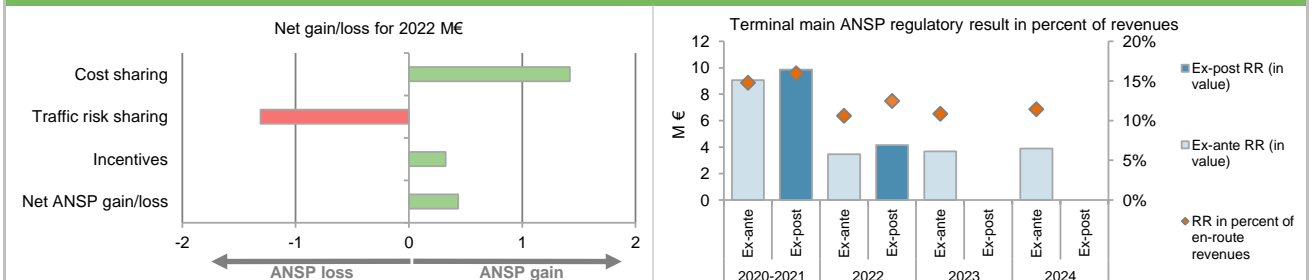 Net gain/loss for 2022 M€
Cost sharing
Traffic risk sharing
Incentives
Net ANSP gain/loss
-2
-1
0
1
2
ANSP loss
ANSP gain
Terminal main ANSP regulatory result in percent of revenues
12
10
8
6
4
2
0
M €
20%
15%
10%
5%
0%
Ex-ante
Ex-post
Ex-ante
Ex-post
Ex-ante
Ex-post
Ex-ante
Ex-post
2020-2021
2022
2023
2024
Ex-post RR (in
value)
Ex-ante RR (in
value)
RR in percent of
en-route
revenues